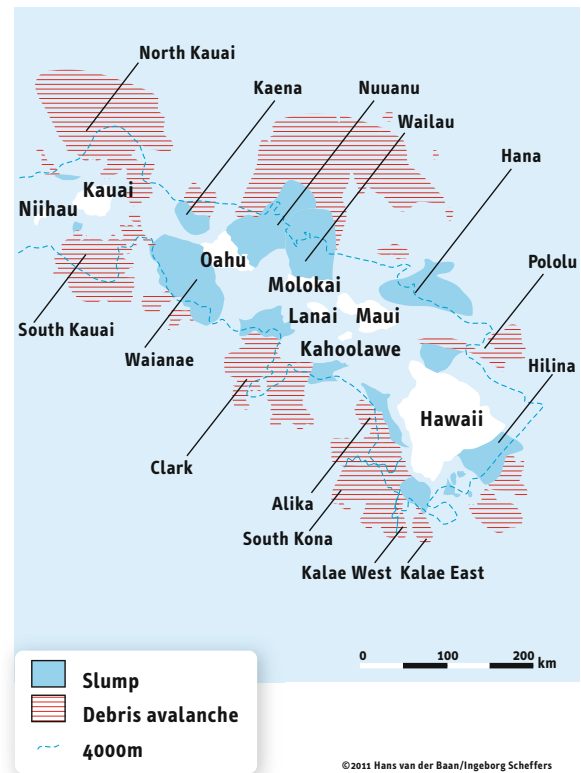 North Kauai
Kaena
Nuuanu
Wailau
Hana
Kauai
Niihau
Oahu
Pololu
Molokai
Lanai
Maui
South Kauai
Waianae
Kahoolawe
Hilina
Hawaii
Clark
Alika
South Kona
Kalae West
Kalae East
0 100 200
km
Slump
Debris avalanche
4000m
©2011 Hans van der Baan/Ingeborg Scheffers